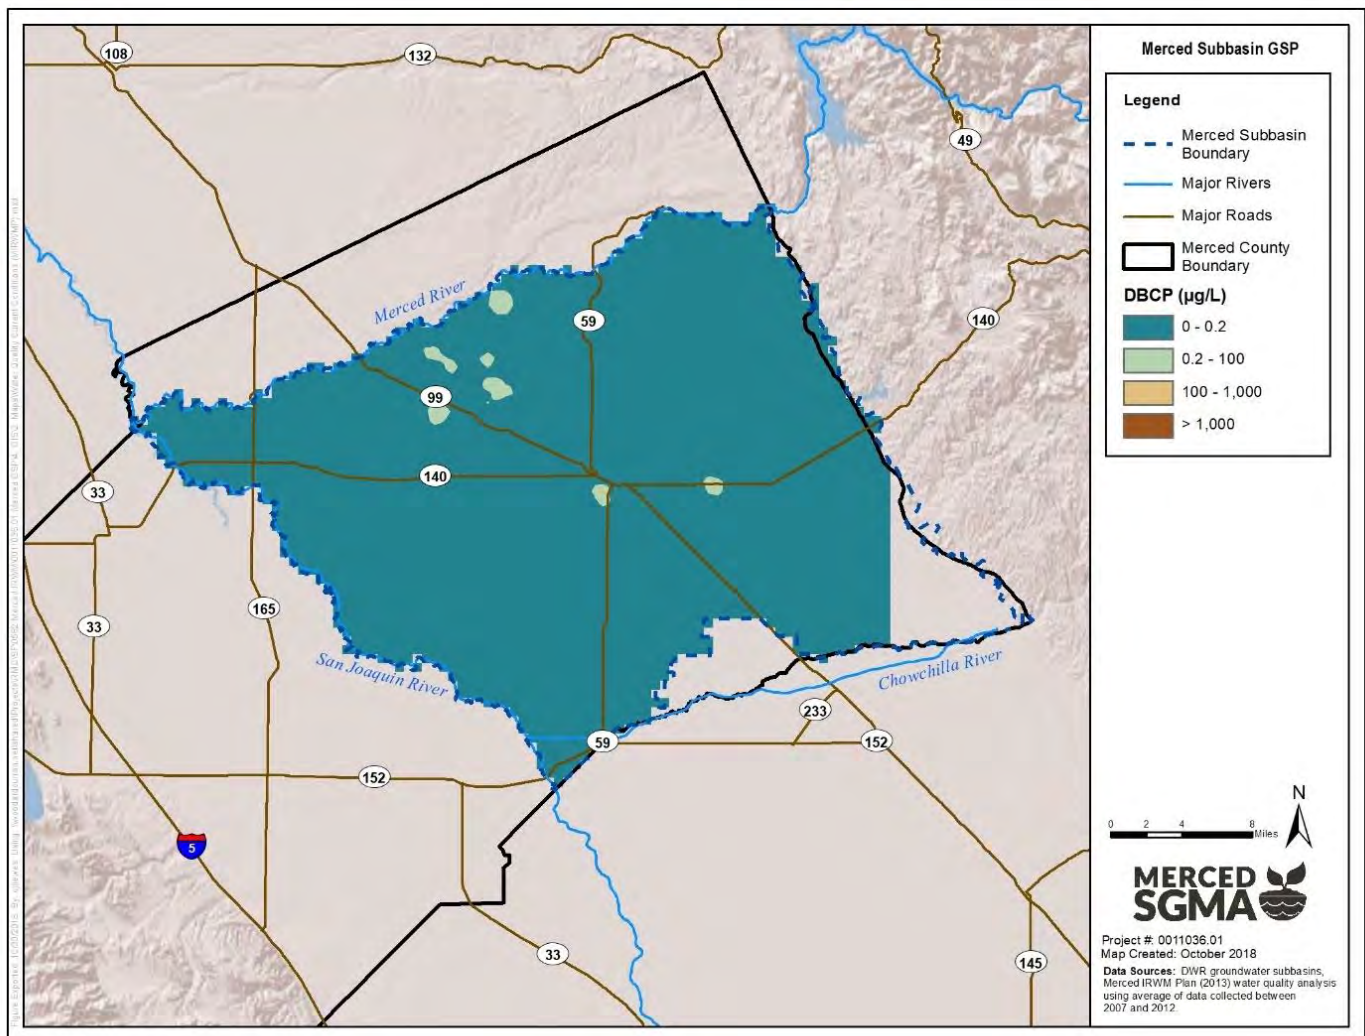 108
132
49
Merced River
59
140
99
140
33
33
165
San Joaquin River
Chowchilla River
233
59
152
152
5
33
145
Merced Subbasin GSP
Legend
Merced Subbasin
Boundary
Major Rivers
Major Roads
Merced County
Boundary
DBCP (µg/L)
0 - 0.2
0.2 - 100
100 - 1,000
> 1,000
N
0 2 4 8
Miles
MERCED
SGMA
Project #: 0011036.01
Map Created: October 2018
Data Sources: DWR groundwater subbasins,
Merced IRWM Plan (2013) water quality analysis
using average of data collected between
2007 and 2012.